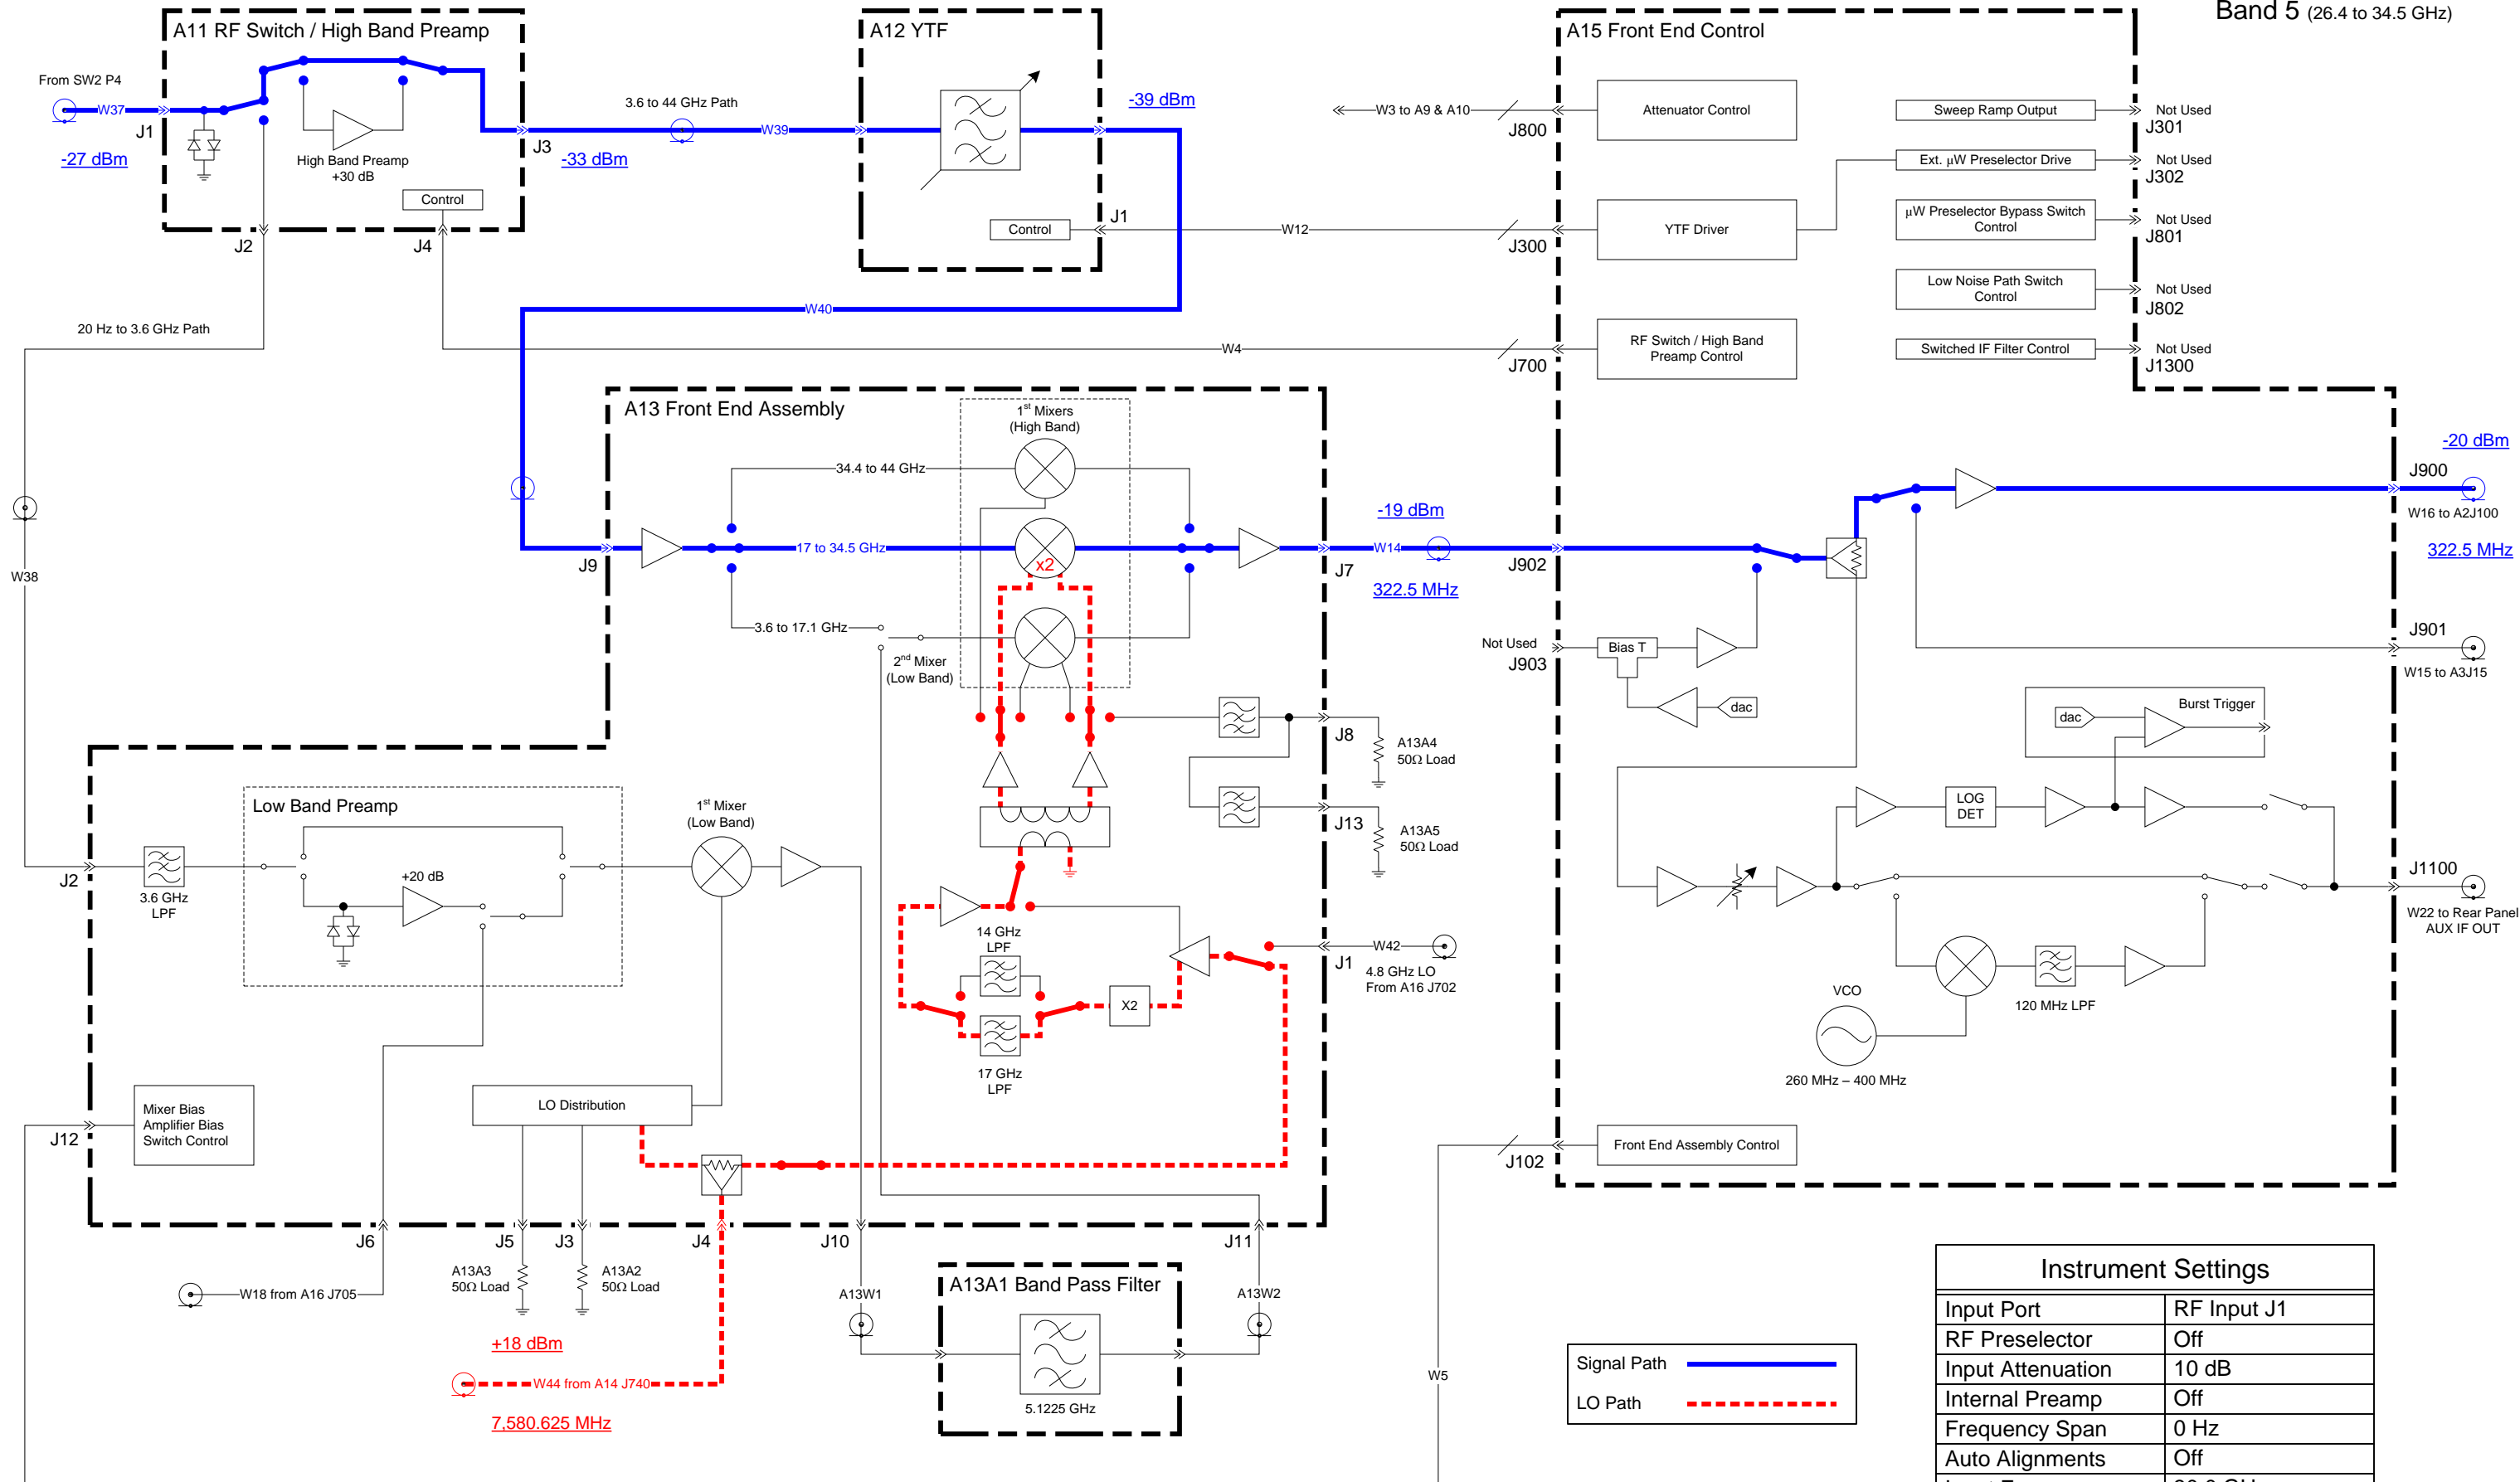 Band 5 (26.4 to 34.5 GHz)
A11 RF Switch / High Band Preamp
From SW2 P4
W37
J1
-27 dBm
High Band Preamp
+30 dB
Control
J2
J4
J3
-33 dBm
3.6 to 44 GHz Path
W39
A12 YTF
-39 dBm
Control
J1
W12
W40
W4
20 Hz to 3.6 GHz Path
W38
A15 Front End Control
W3 to A9 & A10
J800
Attenuator Control
J300
YTF Driver
J700
RF Switch / High Band
Preamp Control
Sweep Ramp Output
Not Used
J301
Ext. µW Preselector Drive
Not Used
J302
µW Preselector Bypass Switch
Control
Not Used
J801
Low Noise Path Switch
Control
Not Used
J802
Switched IF Filter Control
Not Used
J1300
A13 Front End Assembly
1st Mixers
(High Band)
34.4 to 44 GHz
17 to 34.5 GHz
x2
3.6 to 17.1 GHz
2nd Mixer
(Low Band)
J9
J7
-19 dBm
W14
322.5 MHz
J902
-20 dBm
J900
W16 to A2J100
322.5 MHz
J901
W15 to A3J15
Not Used
J903
Bias T
dac
dac
Burst Trigger
LOG
DET
J1100
W22 to Rear Panel
AUX IF OUT
VCO
260 MHz – 400 MHz
120 MHz LPF
Front End Assembly Control
J102
W5
J8
A13A4
50Ω Load
J13
A13A5
50Ω Load
Low Band Preamp
+20 dB
J2
3.6 GHz
LPF
1st Mixer
(Low Band)
14 GHz
LPF
17 GHz
LPF
X2
J1
W42
4.8 GHz LO
From A16 J702
Mixer Bias
Amplifier Bias
Switch Control
J12
LO Distribution
J6
J5
J3
J4
J10
J11
W18 from A16 J705
A13A3
50Ω Load
A13A2
50Ω Load
+18 dBm
W44 from A14 J740
7,580.625 MHz
A13W1
A13A1 Band Pass Filter
5.1225 GHz
A13W2
Signal Path
LO Path
Instrument Settings
Input Port RF Input J1
RF Preselector Off
Input Attenuation 10 dB
Internal Preamp Off
Frequency Span 0 Hz
Auto Alignments Off